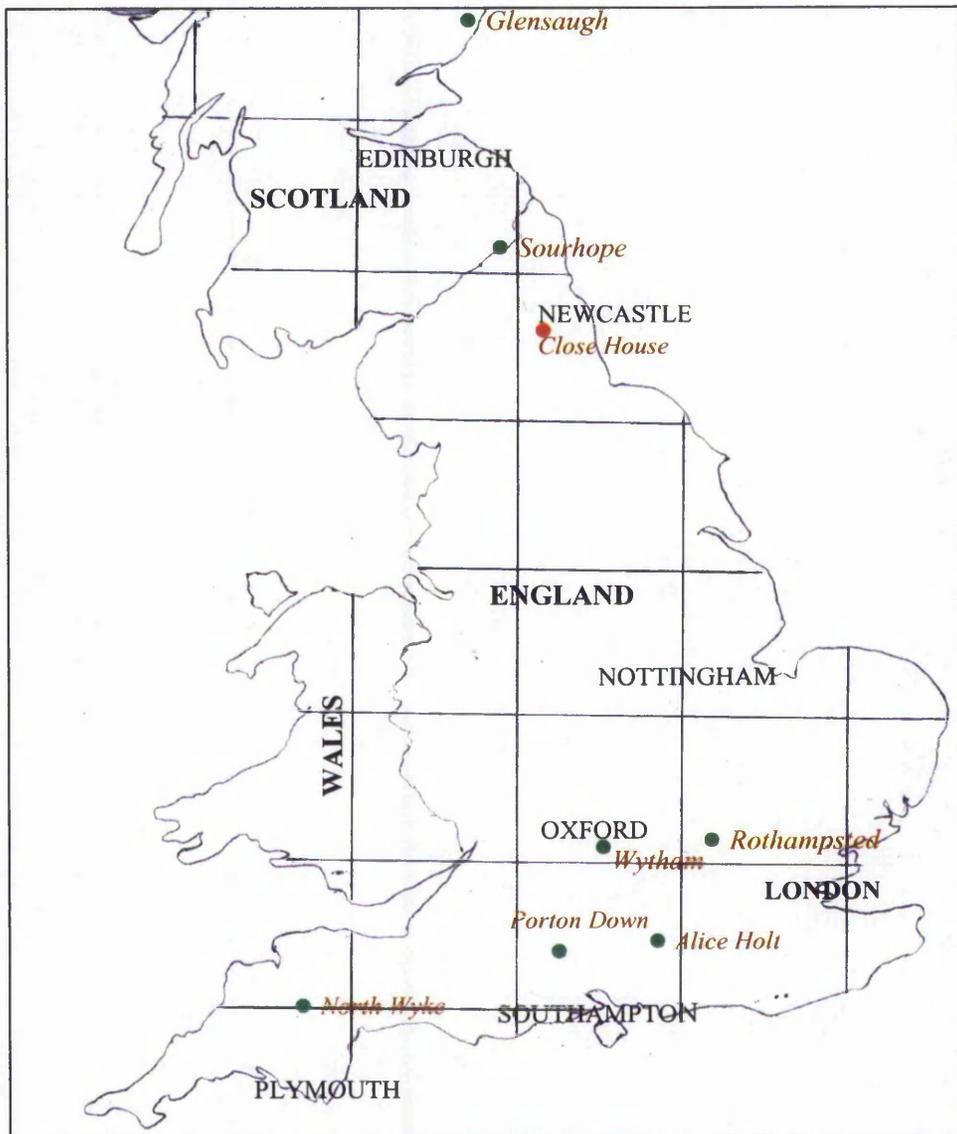 Glensaugh
EDINBURGH
SCOTLAND
Sourhope
NEWCASTLE
Close House
ENGLAND
NOTTINGHAM
WALES
OXFORD
Rothampsted
Wytham
LONDON
Porton Down
Alice Holt
North Wyke
SOUTHAMPTON
PLYMOUTH